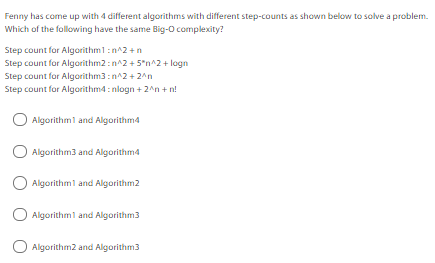 Fenny has come up with 4 different algorithms with different step-counts as shown below to solve a problem.
Which of the following have the same Big-O complexity?
Step count for Algorithm1 : n^2 + n
Step count for Algorithm2 : n^2 + 5*n^2 + logn
Step count for Algorithm3 : n^2 + 2^n
Step count for Algorithm4 : nlogn + 2^n + n!
Algorithm1 and Algorithm4
Algorithm3 and Algorithm4
Algorithm1 and Algorithm2
Algorithm1 and Algorithm3
Algorithm2 and Algorithm3